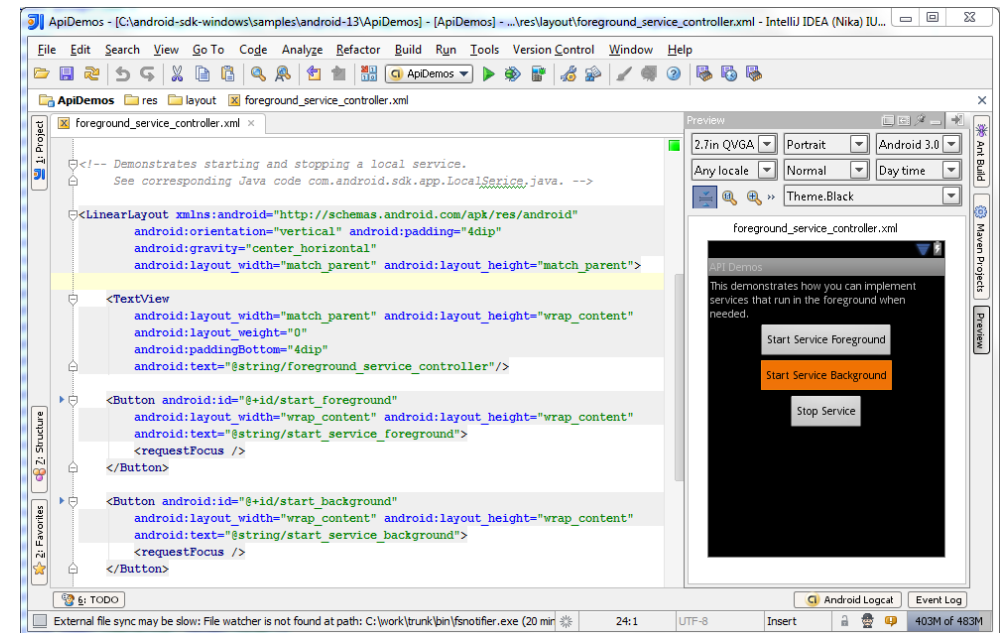 ApiDemos - [C:\android-sdk-windows\samples\android-13\ApiDemos] - [ApiDemos] - ...\res\layout\foreground_service_controller.xml - IntelliJ IDEA (Nika) IU...
File Edit Search View Go To Code Analyze Refactor Build Run Tools Version Control Window Help
ApiDemos
ApiDemos res layout foreground_service_controller.xml
foreground_service_controller.xml
1: Project
Z: Structure
2: Favorites
<!-- Demonstrates starting and stopping a local service.
See corresponding Java code com.android.sdk.app.LocalSerice.java. -->
<LinearLayout xmlns:android="http://schemas.android.com/apk/res/android"
android:orientation="vertical" android:padding="4dip"
android:gravity="center_horizontal"
android:layout_width="match_parent" android:layout_height="match_parent">
<TextView
android:layout_width="match_parent" android:layout_height="wrap_content"
android:layout_weight="0"
android:paddingBottom="4dip"
android:text="@string/foreground_service_controller"/>
<Button android:id="@+id/start_foreground"
android:layout_width="wrap_content" android:layout_height="wrap_content"
android:text="@string/start_service_foreground">
<requestFocus />
</Button>
<Button android:id="@+id/start_background"
android:layout_width="wrap_content" android:layout_height="wrap_content"
android:text="@string/start_service_background">
<requestFocus />
</Button>
Preview
2.7in QVGA Portrait Android 3.0
Any locale Normal Day time
Theme.Black
foreground_service_controller.xml
API Demos
This demonstrates how you can implement
services that run in the foreground when
needed.
Start Service Foreground
Start Service Background
Stop Service
Ant Build
Maven Projects
Preview
6: TODO
Android Logcat
Event Log
External file sync may be slow: File watcher is not found at path: C:\work\trunk\bin\fsnotifier.exe (20 min
24:1 UTF-8 Insert 403M of 483M